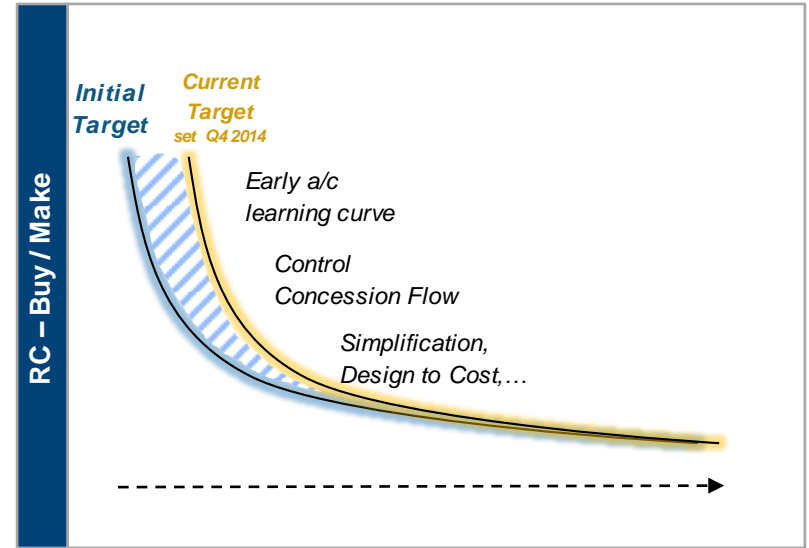 RC – Buy / Make
Initial
Target
Current
Target
set Q4 2014
Early a/c
learning curve
Control
Concession Flow
Simplification,
Design to Cost,…